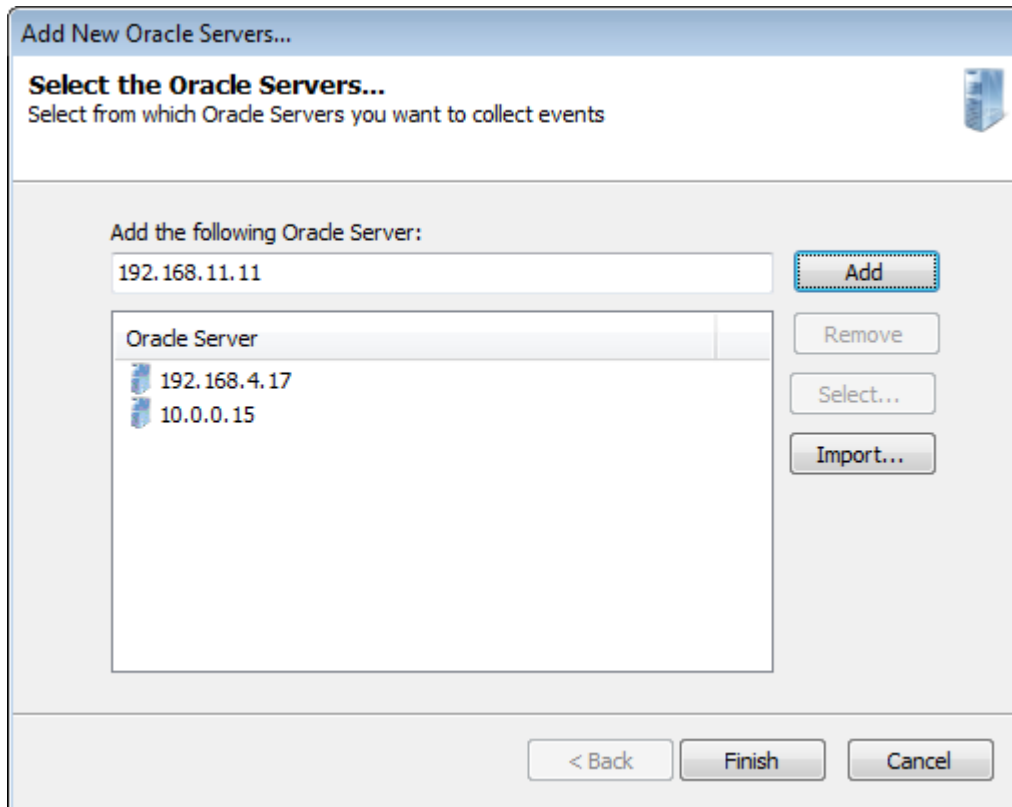 Add New Oracle Servers...
Select the Oracle Servers...
Select from which Oracle Servers you want to collect events
Add the following Oracle Server:
192.168.11.11
Add
Oracle Server
Remove
192.168.4.17
Select...
10.0.0.15
Import...
< Back
Finish
Cancel